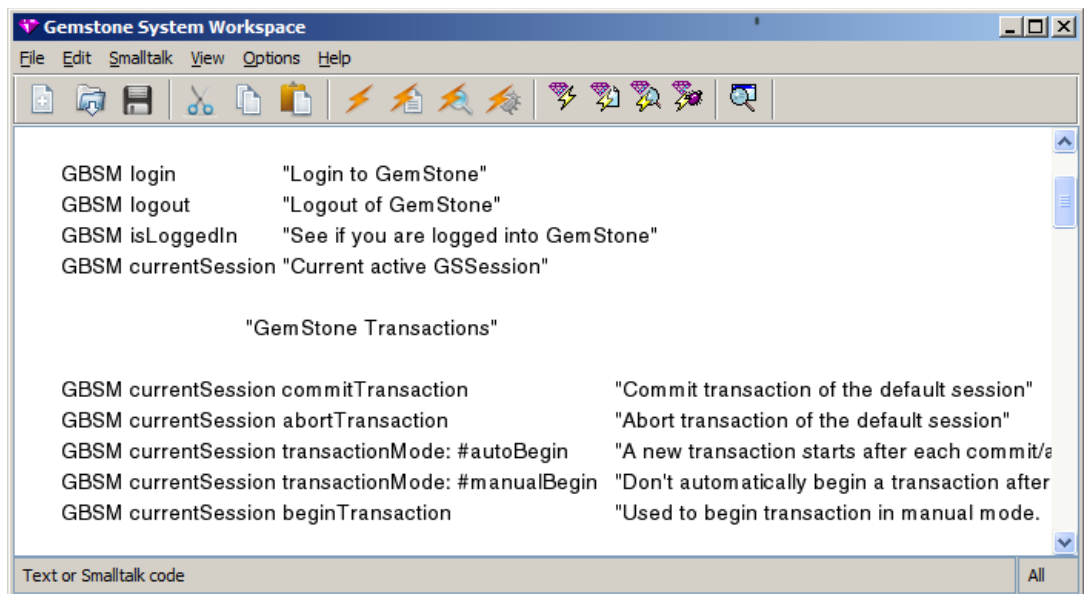 Gemstone System Workspace
File Edit Smalltalk View Options Help
GBSM login "Login to GemStone"
GBSM logout "Logout of GemStone"
GBSM isLoggedIn "See if you are logged into GemStone"
GBSM currentSession "Current active GSSession"
"GemStone Transactions"
GBSM currentSession commitTransaction "Commit transaction of the default session"
GBSM currentSession abortTransaction "Abort transaction of the default session"
GBSM currentSession transactionMode: #autoBegin "A new transaction starts after each commit/a
GBSM currentSession transactionMode: #manualBegin "Don't automatically begin a transaction after
GBSM currentSession beginTransaction "Used to begin transaction in manual mode.
Text or Smalltalk code All